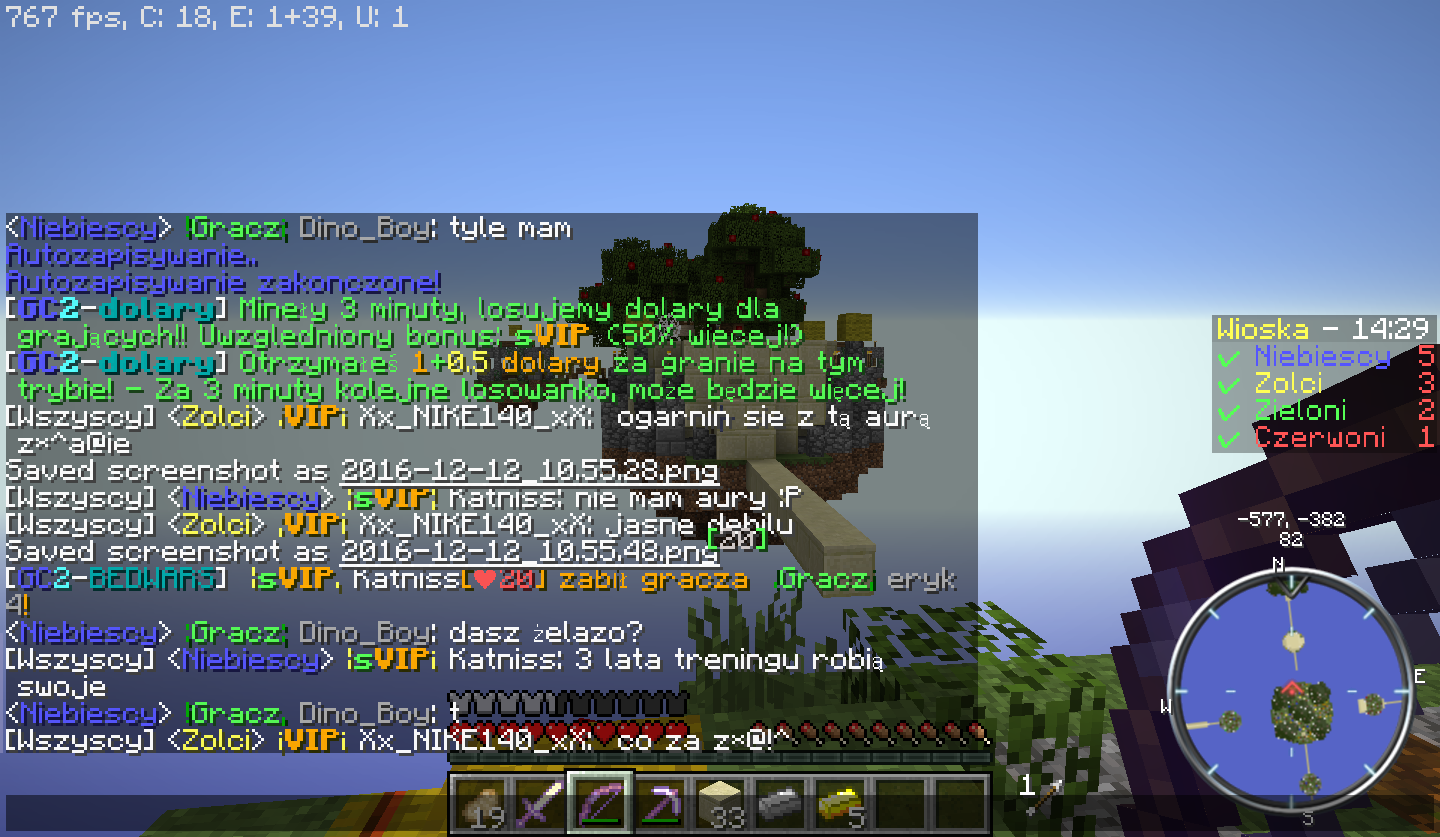 767 fps, C: 18, E: 1+39, U: 1
<Niebiescy> !Gracz¦ Dino_Boy: tyle mam
Autozapisywanie..
Autozapisywanie zakonczone!
[GC2-dolary] Mineły 3 minuty, losujemy dolary dla
grających!! Uwzgledniony bonus: sVIP (50% wiecej!)
[GC2-dolary] Otrzymałeś 1+0.5 dolary za granie na tym
trybie! - Za 3 minuty kolejne losowanko, może będzie więcej!
[Wszyscy] <Zolci> ¡VIP¡ Xx_NIKE140_xX: ogarnin sie z tą aurą
z×^a@ie
Saved screenshot as 2016-12-12_10.55.28.png
[Wszyscy] <Niebiescy> ¦sVIP¦ Katniss: nie mam aury :P
[Wszyscy] <Zolci> ¡VIP¡ Xx_NIKE140_xX: jasne debilu
Saved screenshot as 2016-12-12_10.55.48.png
[20]
[GC2-BEDWARS] ¦sVIP¡ Katniss[❤20] zabił gracza !Gracz¡ eryk
4!
<Niebiescy> !Gracz¦ Dino_Boy: dasz żelazo?
[Wszyscy] <Niebiescy> ¦sVIP¡ Katniss: 3 lata treningu robią
swoje
<Niebiescy> !Gracz¡ Dino_Boy: t
[Wszyscy] <Zolci> ¡VIP¦ Xx_NIKE140_xX: co za z×@!^
Wioska - 14:29
✓ Niebiescy 5
✓ Zolci 3
✓ Zieloni 2
✓ Czerwoni 1
-577, -382
82
N
E
W
S
19
33
5
1